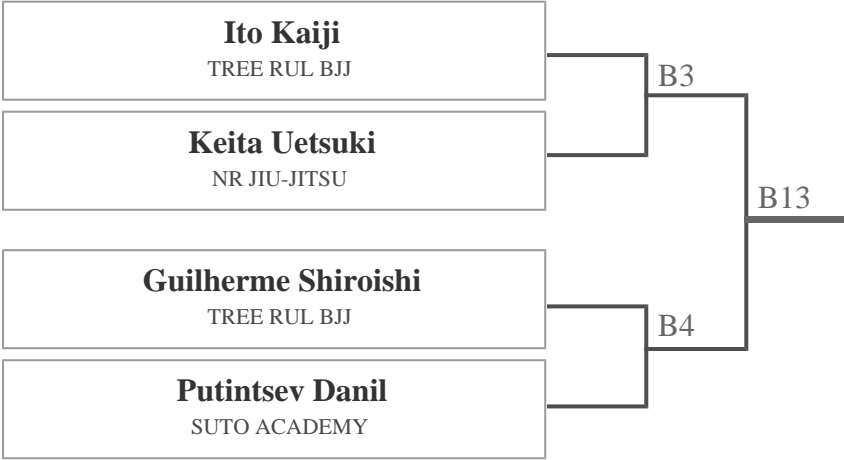 Ito Kaiji
TREE RUL BJJ
B3
Keita Uetsuki
NR JIU-JITSU
B13
Guilherme Shiroishi
TREE RUL BJJ
B4
Putintsev Danil
SUTO ACADEMY